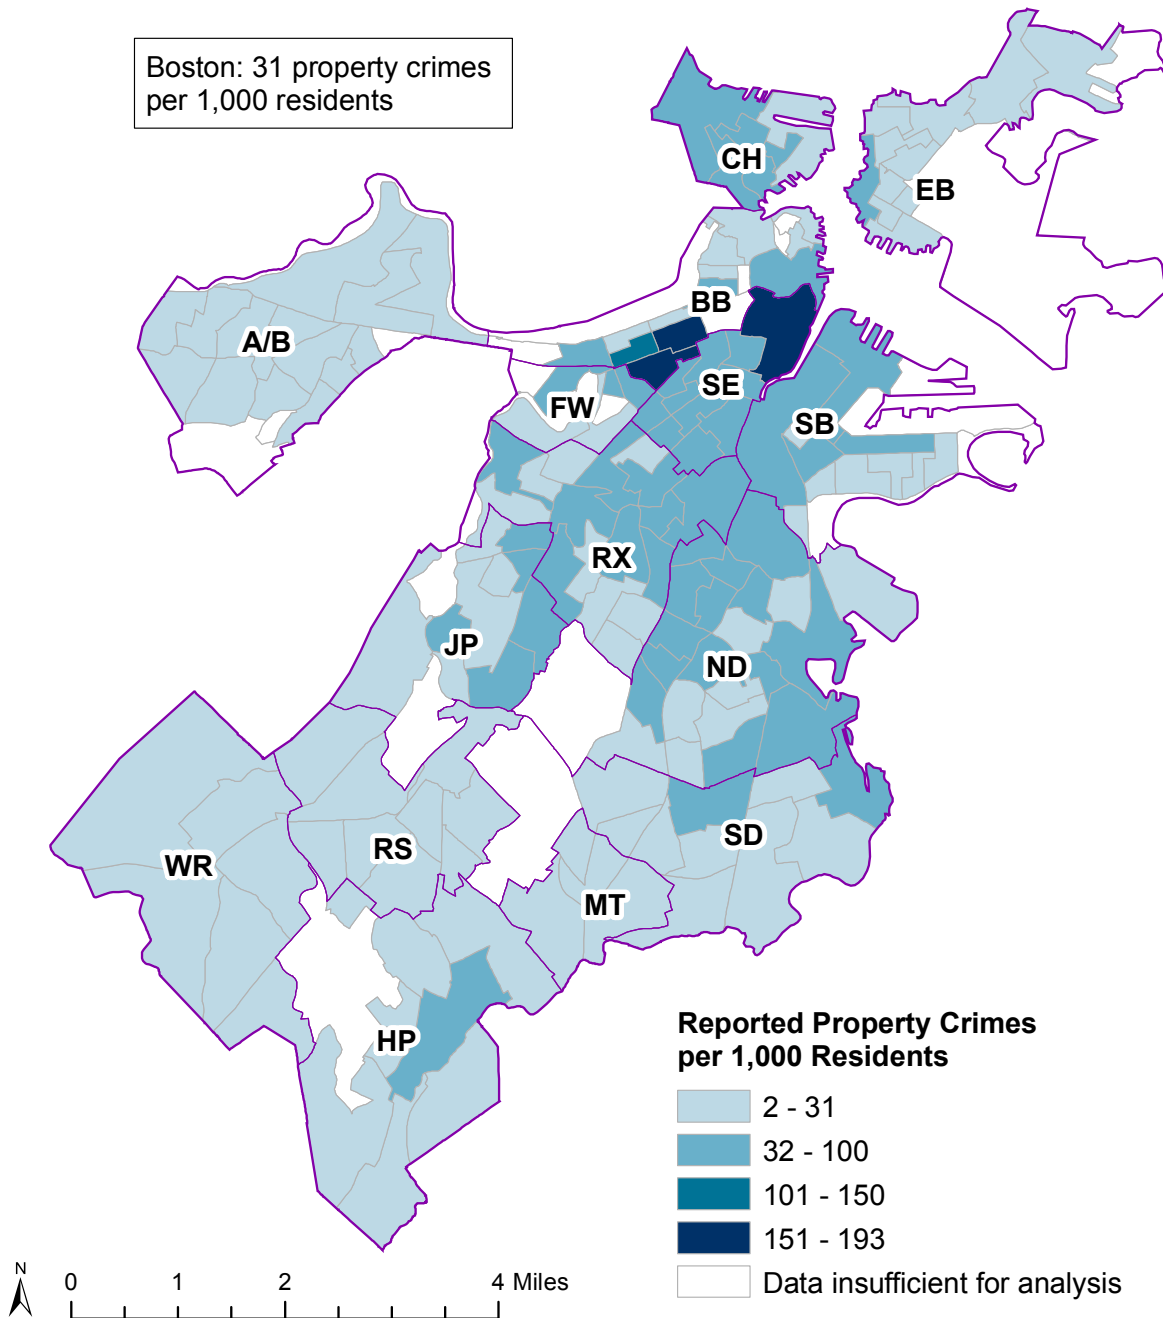 Boston: 31 property crimes
per 1,000 residents
CH
EB
BB
A/B
SE
FW
SB
RX
JP
ND
SD
RS
WR
MT
HP
Reported Property Crimes
per 1,000 Residents
2 - 31
32 - 100
101 - 150
151 - 193
Data insufficient for analysis
N
0 1 2 4 Miles